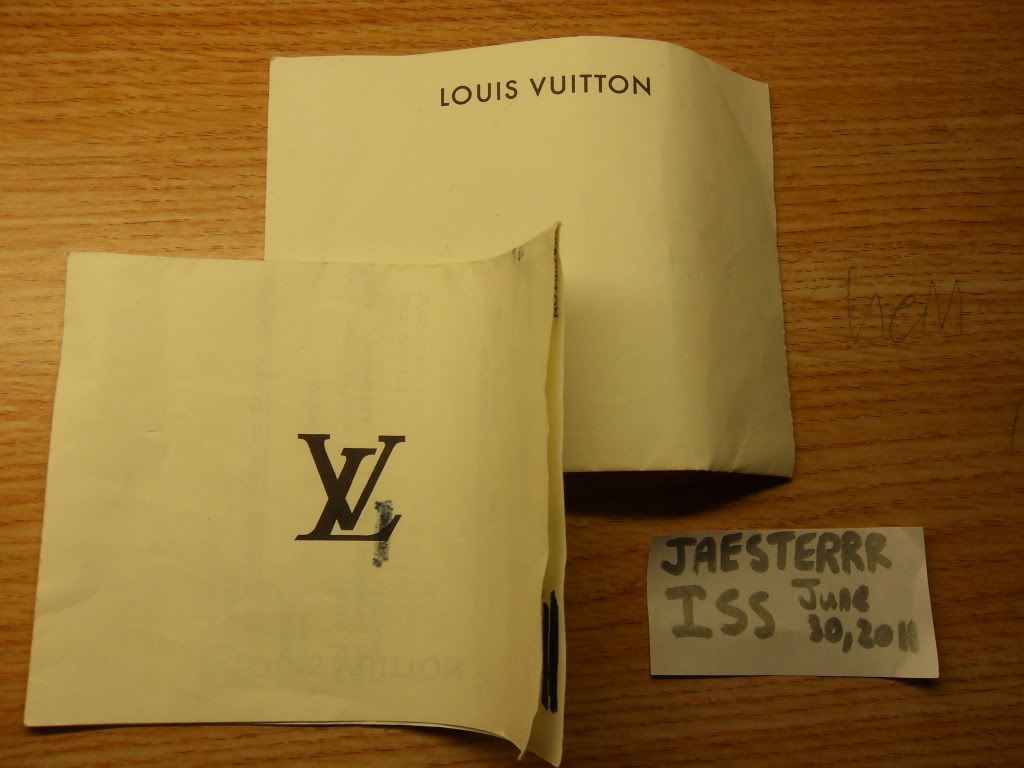 LOUIS VUITTON
LV
JAESTERRR
ISS June
30, 2011